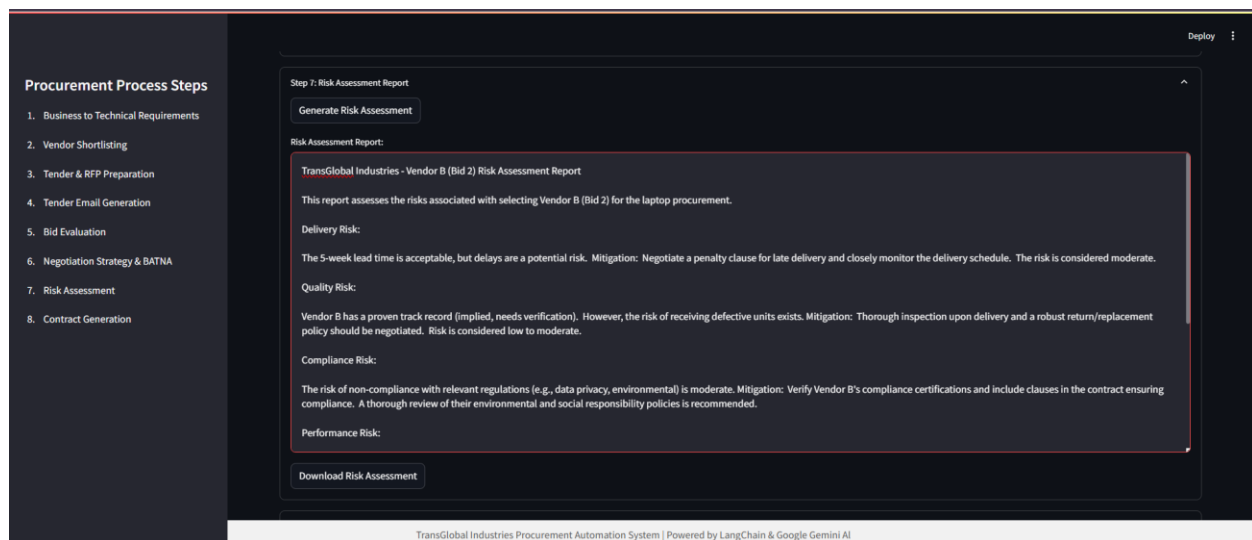 Deploy
Procurement Process Steps
1. Business to Technical Requirements
2. Vendor Shortlisting
3. Tender & RFP Preparation
4. Tender Email Generation
5. Bid Evaluation
6. Negotiation Strategy & BATNA
7. Risk Assessment
8. Contract Generation
Step 7: Risk Assessment Report
Generate Risk Assessment
Risk Assessment Report:
TransGlobal Industries - Vendor B (Bid 2) Risk Assessment Report
This report assesses the risks associated with selecting Vendor B (Bid 2) for the laptop procurement.
Delivery Risk:
The 5-week lead time is acceptable, but delays are a potential risk. Mitigation: Negotiate a penalty clause for late delivery and closely monitor the delivery schedule. The risk is considered moderate.
Quality Risk:
Vendor B has a proven track record (implied, needs verification). However, the risk of receiving defective units exists. Mitigation: Thorough inspection upon delivery and a robust return/replacement
policy should be negotiated. Risk is considered low to moderate.
Compliance Risk:
The risk of non-compliance with relevant regulations (e.g., data privacy, environmental) is moderate. Mitigation: Verify Vendor B's compliance certifications and include clauses in the contract ensuring
compliance. A thorough review of their environmental and social responsibility policies is recommended.
Performance Risk:
Download Risk Assessment
TransGlobal Industries Procurement Automation System | Powered by LangChain & Google Gemini AI